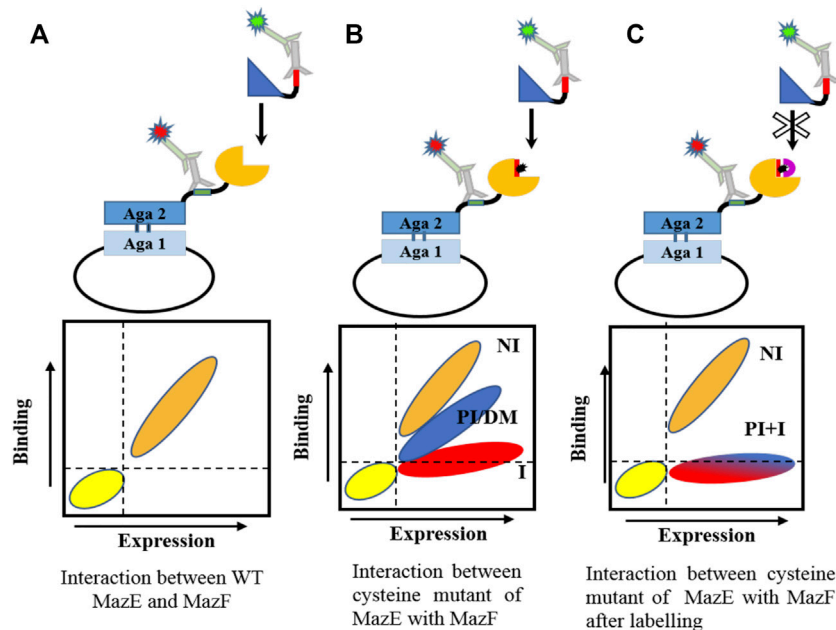 A
B
C
Aga 2
Aga 1
Aga 2
Aga 1
Aga 2
Aga 1
Binding
Expression
NI
PI/DM
I
Binding
Expression
NI
PI+I
Binding
Expression
Interaction between WT
MazE and MazF
Interaction between
cysteine mutant of
MazE with MazF
Interaction between cysteine
mutant of MazE with MazF
after labelling